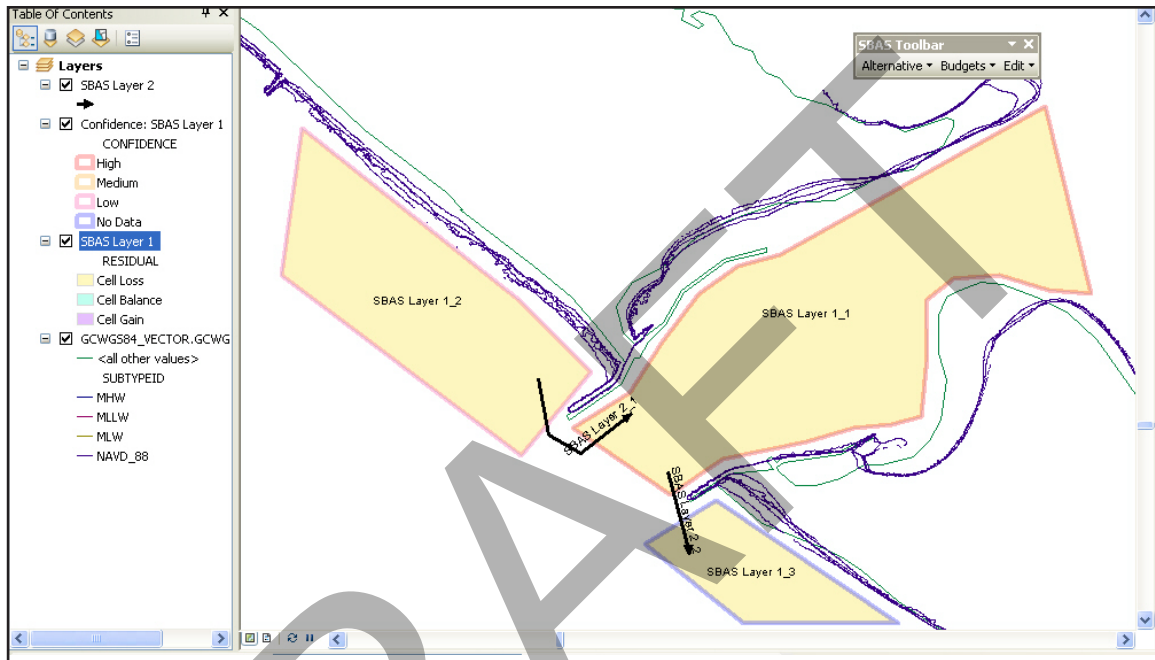 Table Of Contents
Layers
SBAS Layer 2
Confidence: SBAS Layer 1
CONFIDENCE
High
Medium
Low
No Data
SBAS Layer 1
RESIDUAL
Cell Loss
Cell Balance
Cell Gain
GCWGS84_VECTOR.GCWG
<all other values>
SUBTYPEID
MHW
MLLW
MLW
NAVD_88
SBAS Toolbar
Alternative Budgets Edit
SBAS Layer 1_2
SBAS Layer 1_1
SBAS Layer 2_1
SBAS Layer 2_2
SBAS Layer 1_3
DRAFT